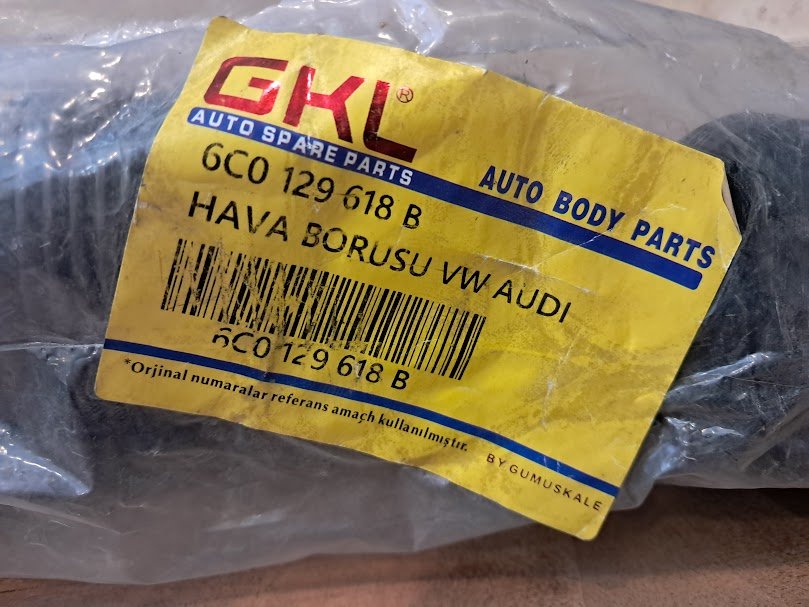 GKL®
AUTO SPARE PARTS
AUTO BODY PARTS
6C0 129 618 B
HAVA BORUSU VW AUDI
6C0 129 618 B
*Orjinal numaralar referans amaçlı kullanılmıştır.
BY GUMUSKALE